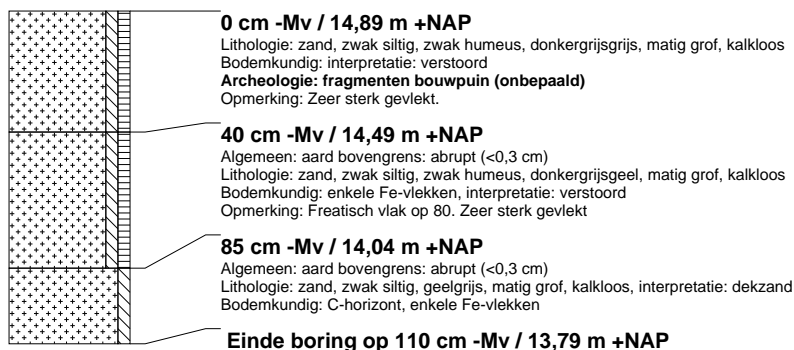 0 cm -Mv / 14,89 m +NAP
Lithologie: zand, zwak siltig, zwak humeus, donkergrijsgrijs, matig grof, kalkloos
Bodemkundig: interpretatie: verstoord
Archeologie: fragmenten bouwpuin (onbepaald)
Opmerking: Zeer sterk gevlekt.
40 cm -Mv / 14,49 m +NAP
Algemeen: aard bovengrens: abrupt (<0,3 cm)
Lithologie: zand, zwak siltig, zwak humeus, donkergrijsgeel, matig grof, kalkloos
Bodemkundig: enkele Fe-vlekken, interpretatie: verstoord
Opmerking: Freatisch vlak op 80. Zeer sterk gevlekt
85 cm -Mv / 14,04 m +NAP
Algemeen: aard bovengrens: abrupt (<0,3 cm)
Lithologie: zand, zwak siltig, geelgrijs, matig grof, kalkloos, interpretatie: dekzand
Bodemkundig: C-horizont, enkele Fe-vlekken
Einde boring op 110 cm -Mv / 13,79 m +NAP